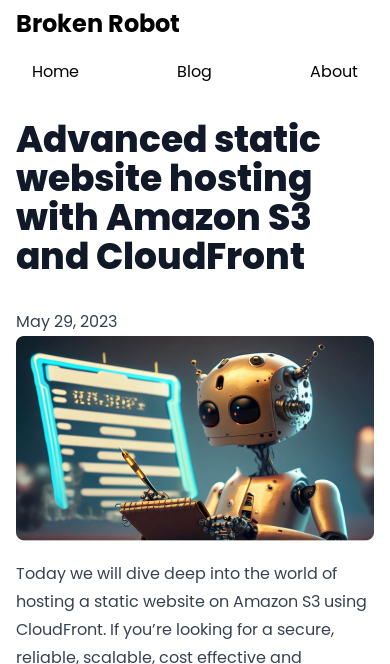 Broken Robot
Home
Blog
About
Advanced static
website hosting
with Amazon S3
and CloudFront
May 29, 2023
Today we will dive deep into the world of
hosting a static website on Amazon S3 using
CloudFront. If you’re looking for a secure,
reliable, scalable, cost effective and